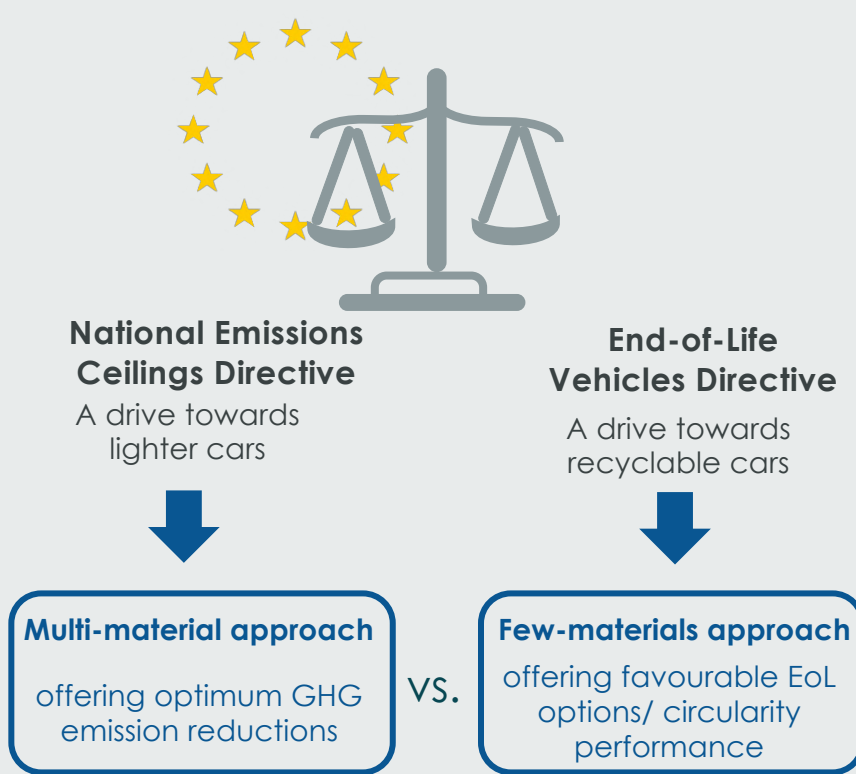 National Emissions
Ceilings Directive
A drive towards
lighter cars
End-of-Life
Vehicles Directive
A drive towards
recyclable cars
Multi-material approach
offering optimum GHG
emission reductions
vs.
Few-materials approach
offering favourable EoL
options/ circularity
performance